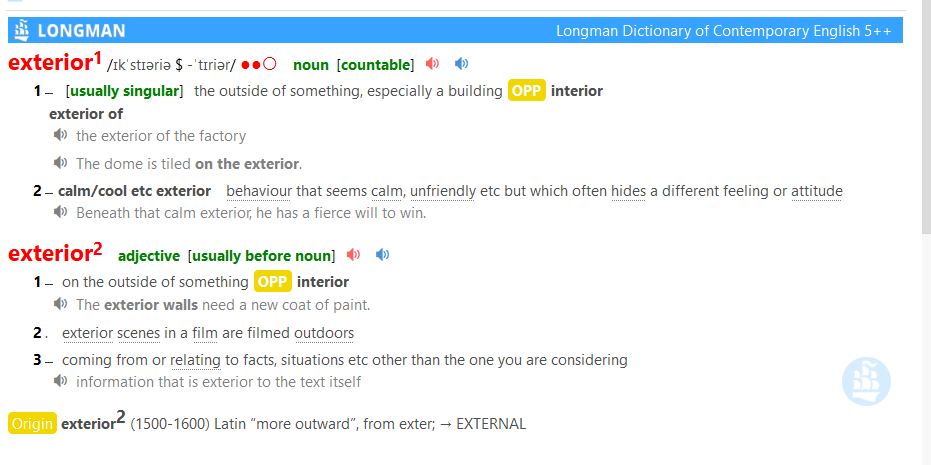 LONGMAN Longman Dictionary of Contemporary English 5++
exterior1 /ɪkˈstɪəriə $ -ˈtɪriər/ ●●○ noun [countable]
1 – [usually singular] the outside of something, especially a building OPP interior
exterior of
the exterior of the factory
The dome is tiled on the exterior.
2 – calm/cool etc exterior behaviour that seems calm, unfriendly etc but which often hides a different feeling or attitude
Beneath that calm exterior, he has a fierce will to win.
exterior2 adjective [usually before noun]
1 – on the outside of something OPP interior
The exterior walls need a new coat of paint.
2 . exterior scenes in a film are filmed outdoors
3 – coming from or relating to facts, situations etc other than the one you are considering
information that is exterior to the text itself
Origin exterior2 (1500-1600) Latin “more outward”, from exter; → EXTERNAL